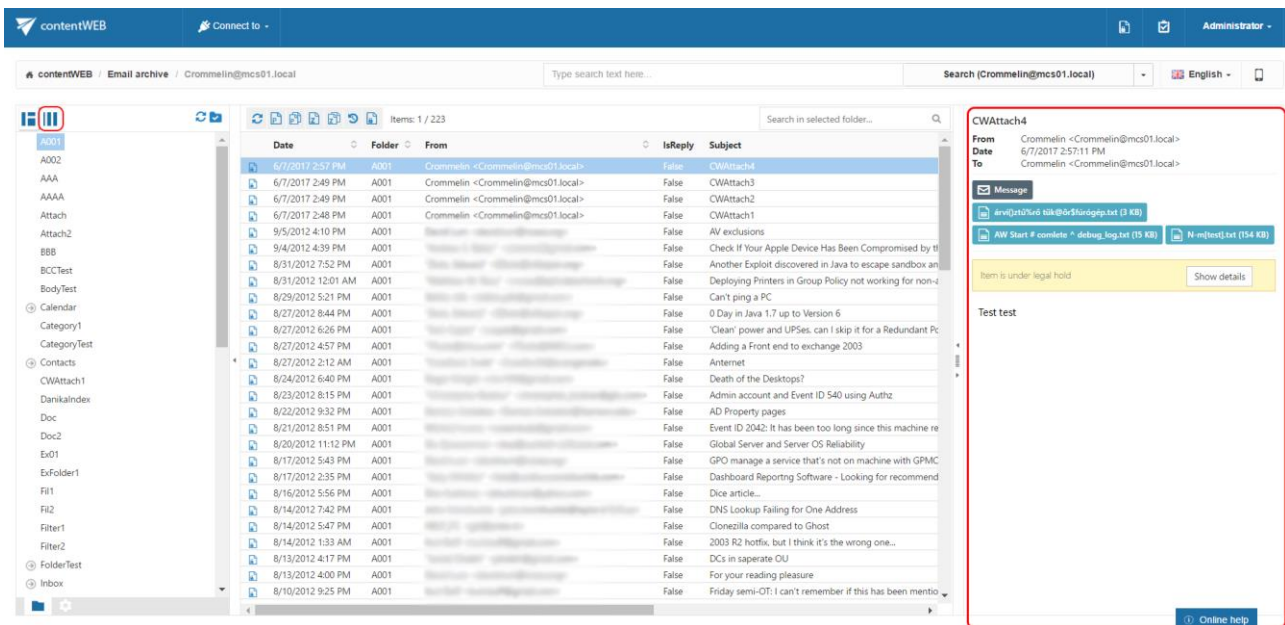 contentWEB Connect to Administrator
contentWEB / Email archive / Crommelin@mcs01.local Type search text here... Search (Crommelin@mcs01.local) English
Items: 1 / 223 Search in selected folder...
Date Folder From IsReply Subject
A001
A002
AAA
AAAA
Attach
Attach2
BBB
BCCTest
BodyTest
Calendar
Category1
CategoryTest
Contacts
CWAttach1
DanikaIndex
Doc
Doc2
Ex01
ExFolder1
Fil1
Fil2
Filter1
Filter2
FolderTest
Inbox
6/7/2017 2:57 PM A001 Crommelin <Crommelin@mcs01.local> False CWAttach4
6/7/2017 2:49 PM A001 Crommelin <Crommelin@mcs01.local> False CWAttach3
6/7/2017 2:49 PM A001 Crommelin <Crommelin@mcs01.local> False CWAttach2
6/7/2017 2:48 PM A001 Crommelin <Crommelin@mcs01.local> False CWAttach1
9/5/2012 4:10 PM A001 False AV exclusions
9/4/2012 4:39 PM A001 False Check If Your Apple Device Has Been Compromised by th
8/31/2012 7:52 PM A001 False Another Exploit discovered in Java to escape sandbox an
8/31/2012 12:01 AM A001 False Deploying Printers in Group Policy not working for non-a
8/29/2012 5:21 PM A001 False Can't ping a PC
8/27/2012 8:44 PM A001 False 0 Day in Java 1.7 up to Version 6
8/27/2012 6:26 PM A001 False 'Clean' power and UPSes. can I skip it for a Redundant Po
8/27/2012 4:57 PM A001 False Adding a Front end to exchange 2003
8/27/2012 2:12 AM A001 False Anternet
8/24/2012 6:40 PM A001 False Death of the Desktops?
8/23/2012 8:15 PM A001 False Admin account and Event ID 540 using Authz
8/22/2012 9:32 PM A001 False AD Property pages
8/21/2012 8:51 PM A001 False Event ID 2042: It has been too long since this machine re
8/20/2012 11:12 PM A001 False Global Server and Server OS Reliability
8/17/2012 5:43 PM A001 False GPO manage a service that's not on machine with GPMC
8/17/2012 2:35 PM A001 False Dashboard Reportng Software - Looking for recommend
8/16/2012 5:56 PM A001 False Dice article...
8/14/2012 7:42 PM A001 False DNS Lookup Failing for One Address
8/14/2012 5:47 PM A001 False Clonezilla compared to Ghost
8/14/2012 1:33 AM A001 False 2003 R2 hotfix, but I think it's the wrong one...
8/13/2012 4:17 PM A001 False DCs in saperate OU
8/13/2012 4:00 PM A001 False For your reading pleasure
8/10/2012 9:25 PM A001 False Friday semi-OT: I can't remember if this has been mentio
CWAttach4
From Crommelin <Crommelin@mcs01.local>
Date 6/7/2017 2:57:11 PM
To Crommelin <Crommelin@mcs01.local>
Message
árvi[)ztú%ró tük@ór$fúrógép.txt (3 KB)
AW Start # comlete ^ debug_log.txt (15 KB) N-m[test].txt (154 KB)
Item is under legal hold Show details
Test test
Online help